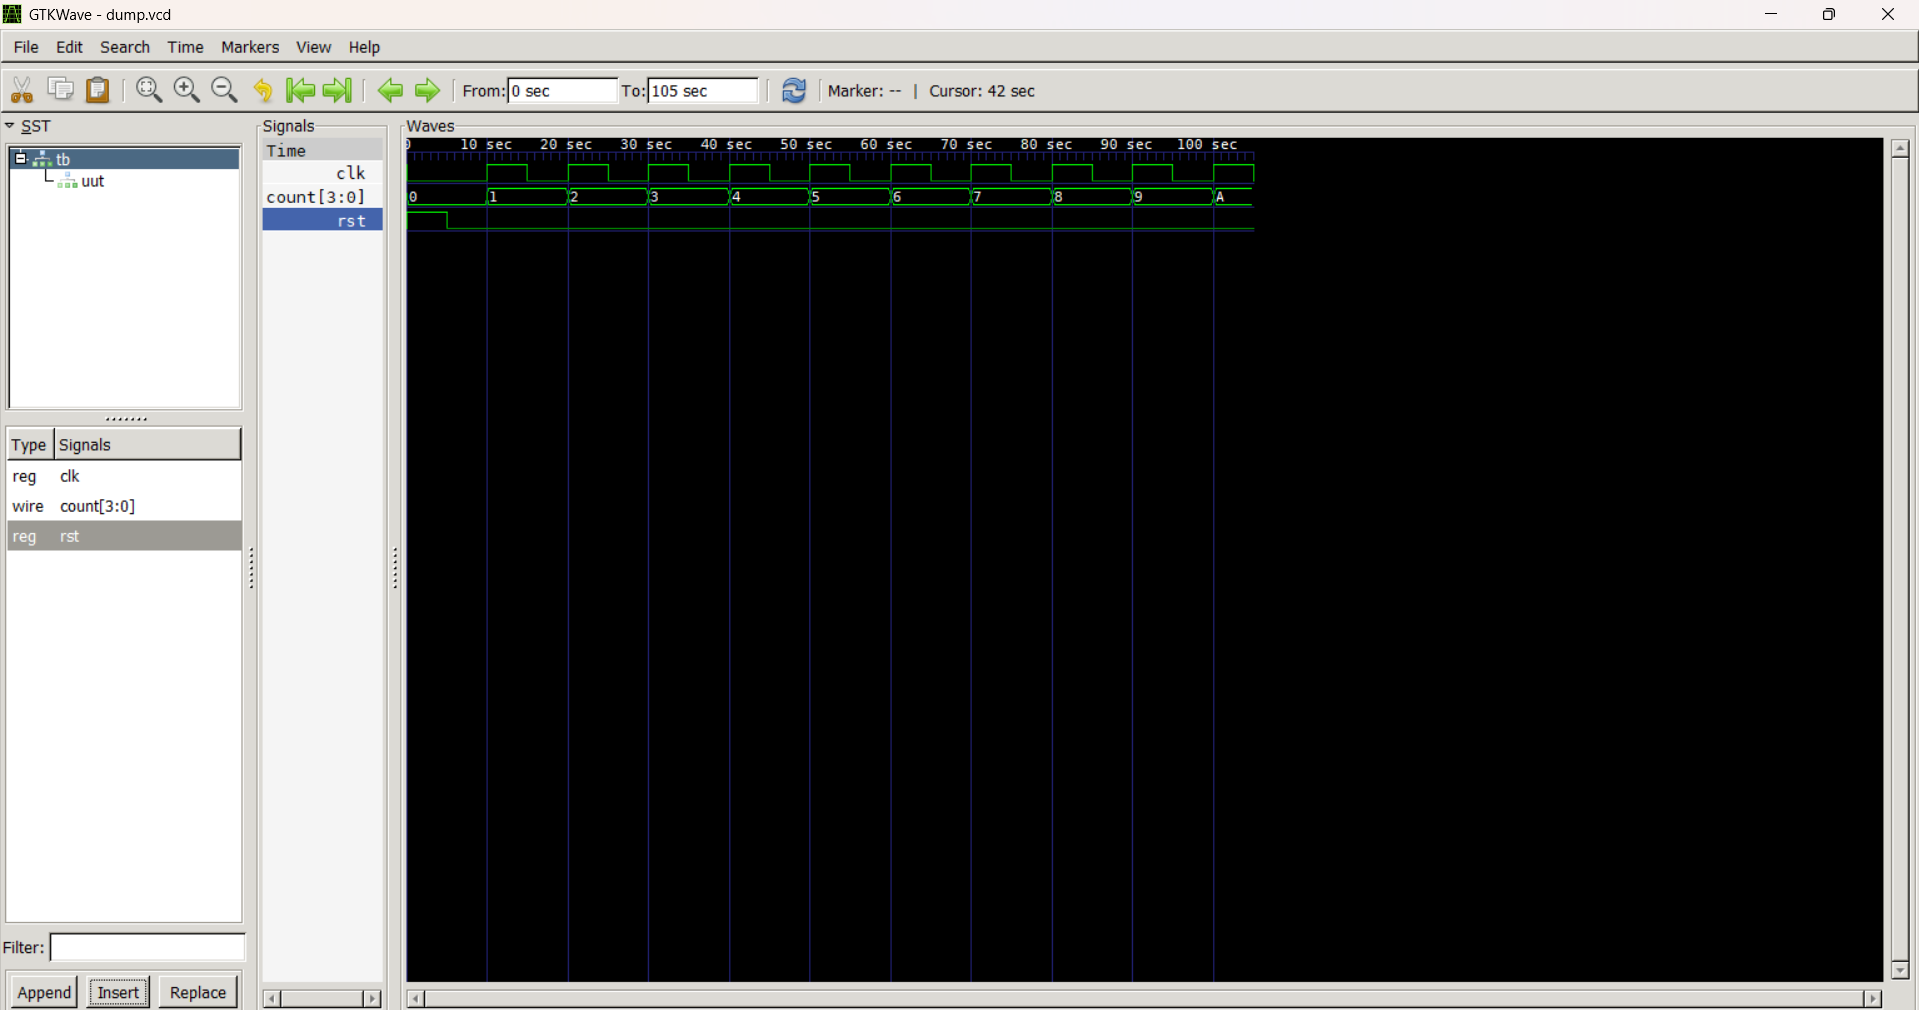 GTKWave - dump.vcd
File Edit Search Time Markers View Help
From: 0 sec To: 105 sec Marker: -- | Cursor: 42 sec
SST
tb
uut
Type Signals
reg clk
wire count[3:0]
reg rst
Filter:
Append Insert Replace
Signals
Time
clk
count[3:0]
rst
Waves
0 10 sec 20 sec 30 sec 40 sec 50 sec 60 sec 70 sec 80 sec 90 sec 100 sec
0 1 2 3 4 5 6 7 8 9 A